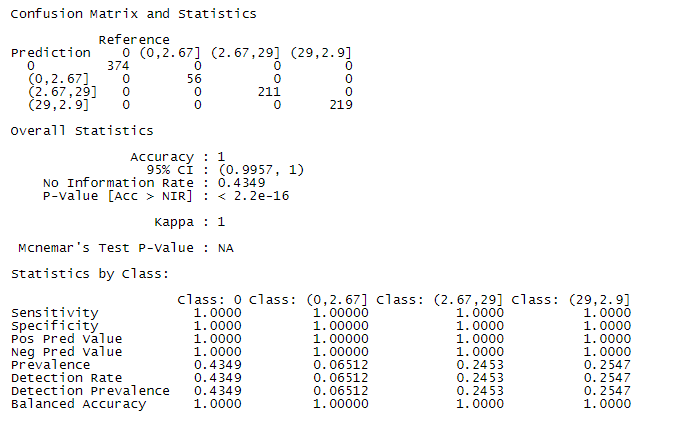 Confusion Matrix and Statistics
Reference
Prediction 0 (0,2.67] (2.67,29] (29,2.9]
0 374 0 0 0
(0,2.67] 0 56 0 0
(2.67,29] 0 0 211 0
(29,2.9] 0 0 0 219
Overall Statistics
Accuracy : 1
95% CI : (0.9957, 1)
No Information Rate : 0.4349
P-Value [Acc > NIR] : < 2.2e-16
Kappa : 1
Mcnemar's Test P-Value : NA
Statistics by Class:
Class: 0 Class: (0,2.67] Class: (2.67,29] Class: (29,2.9]
Sensitivity 1.0000 1.00000 1.0000 1.0000
Specificity 1.0000 1.00000 1.0000 1.0000
Pos Pred Value 1.0000 1.00000 1.0000 1.0000
Neg Pred Value 1.0000 1.00000 1.0000 1.0000
Prevalence 0.4349 0.06512 0.2453 0.2547
Detection Rate 0.4349 0.06512 0.2453 0.2547
Detection Prevalence 0.4349 0.06512 0.2453 0.2547
Balanced Accuracy 1.0000 1.00000 1.0000 1.0000